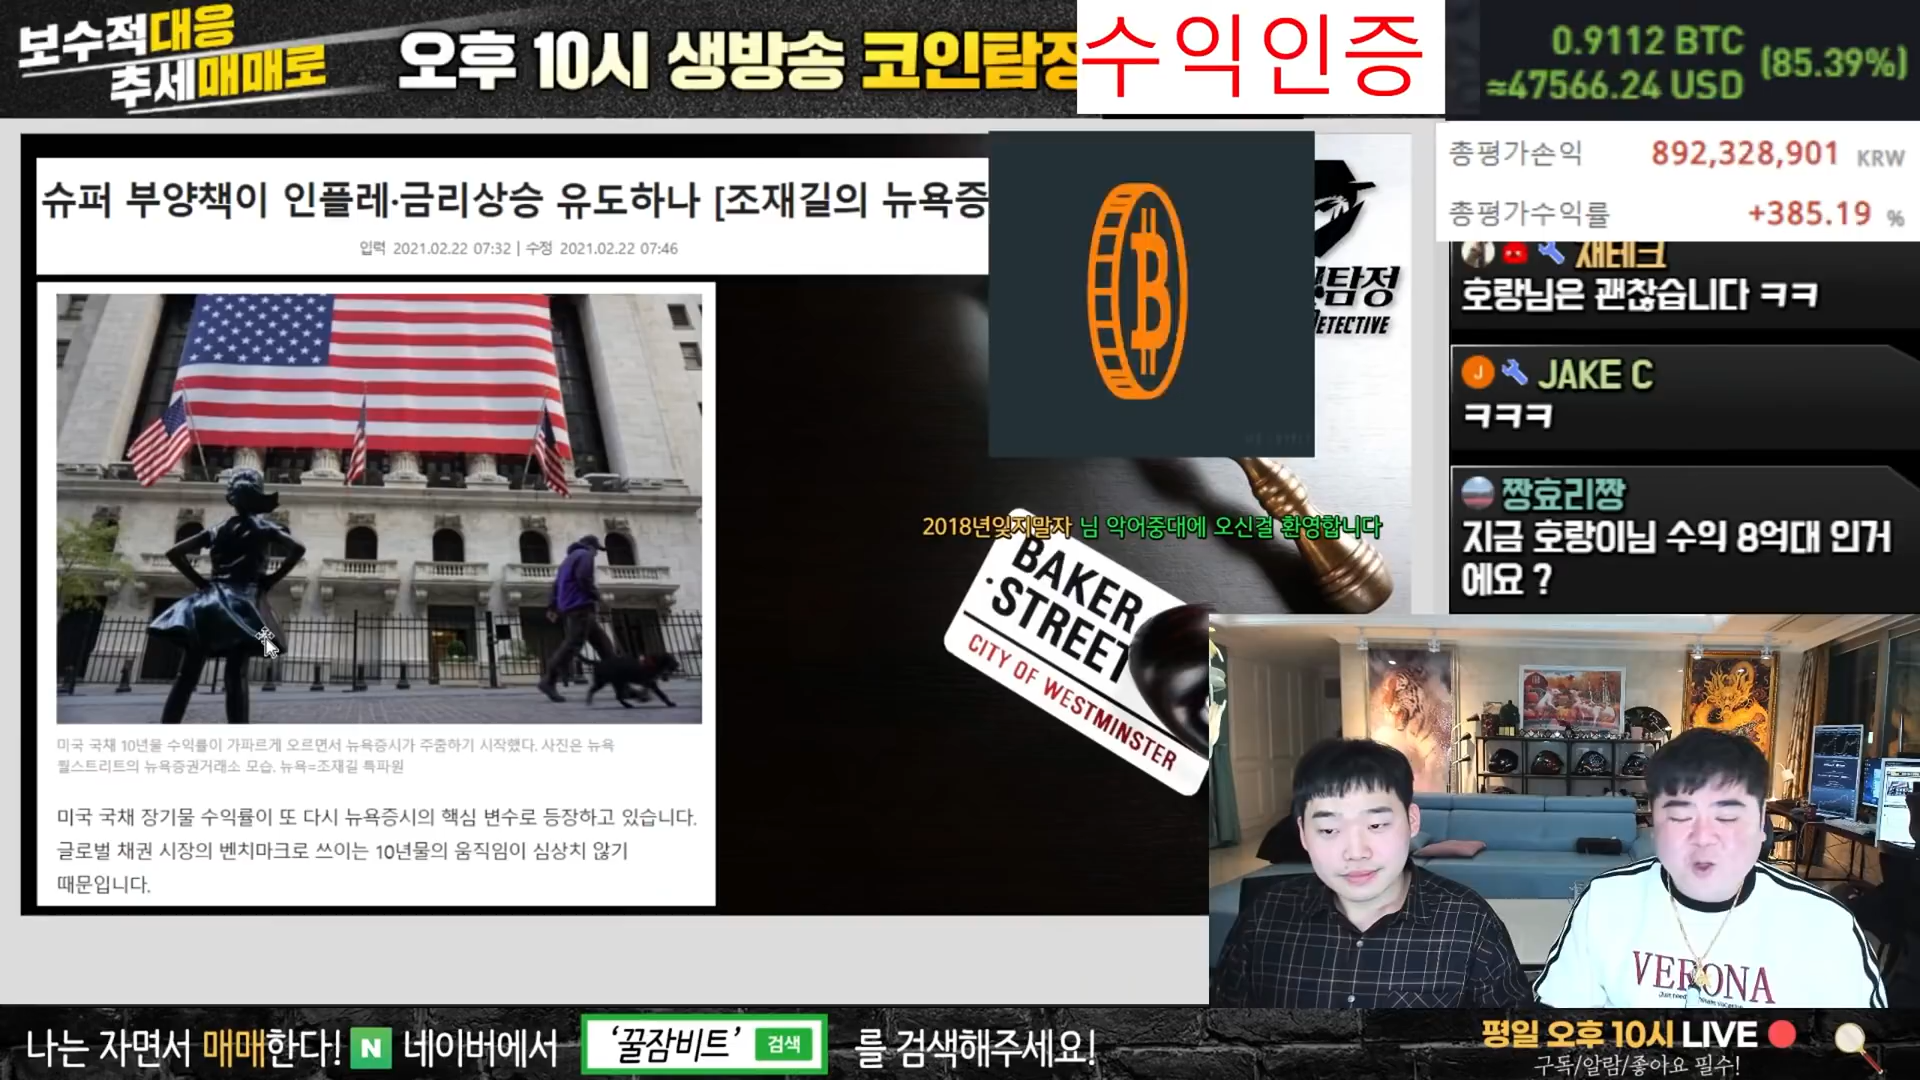 보수적대응
추세매매로
오후 10시 생방송 코인탐정
수익인증
0.9112 BTC
≈47566.24 USD
(85.39%)
총평가손익 892,328,901 KRW
총평가수익률 +385.19 %
슈퍼 부양책이 인플레·금리상승 유도하나 [조재길의 뉴욕증
입력 2021.02.22 07:32 | 수정 2021.02.22 07:46
탐정
DETECTIVE
재테크
호랑님은 괜찮습니다 ㅋㅋ
J JAKE C
ㅋㅋㅋ
짱효리짱
지금 호랑이님 수익 8억대 인거
에요 ?
2018년잊지말자 님 악어중대에 오신걸 환영합니다
BAKER
STREET
CITY OF WESTMINSTER
미국 국채 10년물 수익률이 가파르게 오르면서 뉴욕증시가 주춤하기 시작했다. 사진은 뉴욕
월스트리트의 뉴욕증권거래소 모습. 뉴욕=조재길 특파원
미국 국채 장기물 수익률이 또 다시 뉴욕증시의 핵심 변수로 등장하고 있습니다.
글로벌 채권 시장의 벤치마크로 쓰이는 10년물의 움직임이 심상치 않기
때문입니다.
VERONA
나는 자면서 매매한다! N 네이버에서 '꿀잠비트' 검색 를 검색해주세요!
평일 오후 10시 LIVE
구독/알람/좋아요 필수!